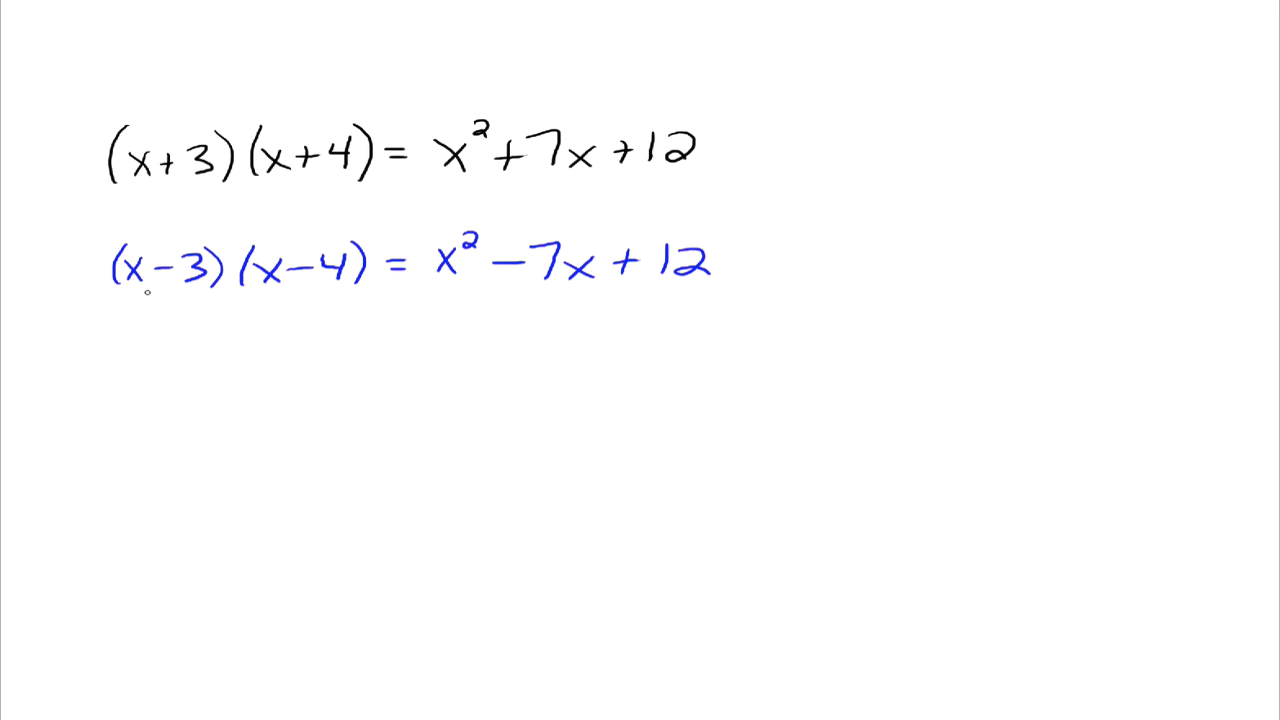 (x+3)(x+4) = x²+7x+12
(x-3)(x-4) = x²-7x+12